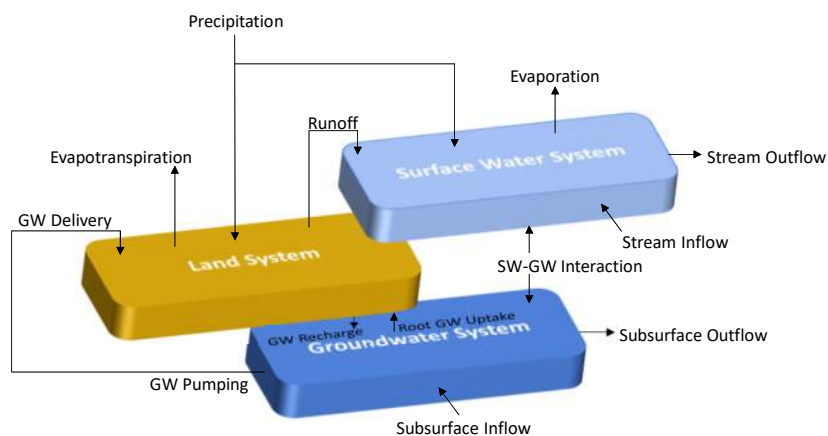 Precipitation
Evaporation
Runoff
Evapotranspiration
Surface Water System
Stream Outflow
GW Delivery
Stream Inflow
Land System
SW-GW Interaction
Root GW Uptake
GW Recharge
Groundwater System
Subsurface Outflow
GW Pumping
Subsurface Inflow